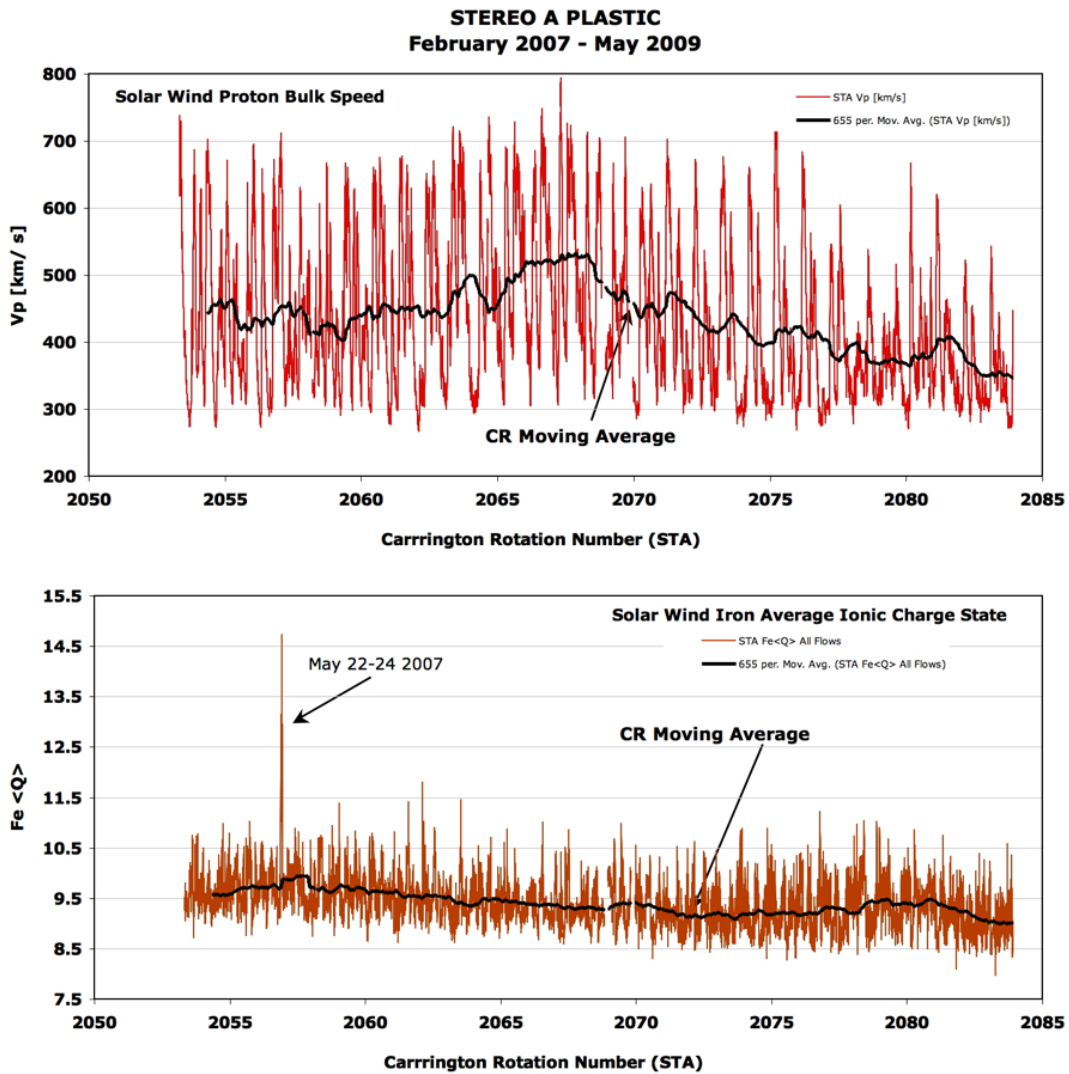 STEREO A PLASTIC
February 2007 - May 2009
800
700
600
500
400
300
200
Vp [km/ s]
Solar Wind Proton Bulk Speed
STA Vp [km/s]
655 per. Mov. Avg. (STA Vp [km/s])
CR Moving Average
2050 2055 2060 2065 2070 2075 2080 2085
Carrrington Rotation Number (STA)
15.5
14.5
13.5
12.5
11.5
10.5
9.5
8.5
7.5
Fe <Q>
Solar Wind Iron Average Ionic Charge State
STA Fe<Q> All Flows
655 per. Mov. Avg. (STA Fe<Q> All Flows)
May 22-24 2007
CR Moving Average
2050 2055 2060 2065 2070 2075 2080 2085
Carrrington Rotation Number (STA)